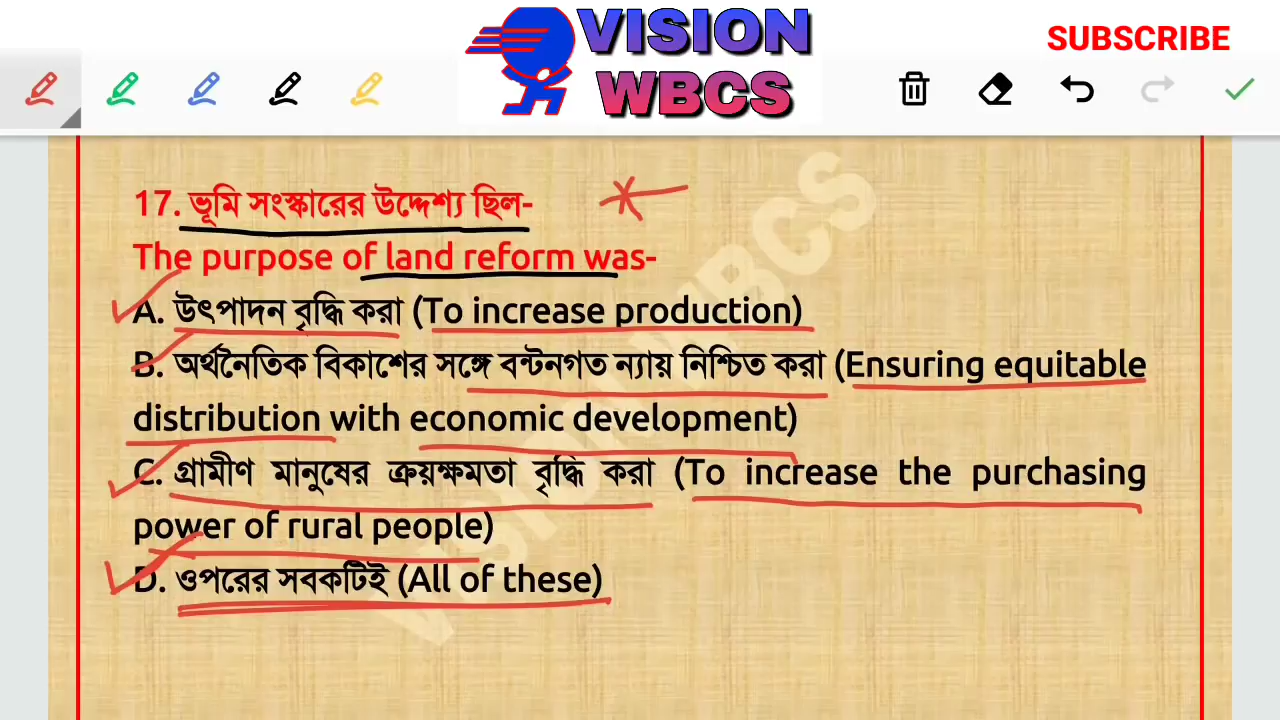 VISION
WBCS
SUBSCRIBE
17. ভূমি সংস্কারের উদ্দেশ্য ছিল-
The purpose of land reform was-
A. উৎপাদন বৃদ্ধি করা (To increase production)
B. অর্থনৈতিক বিকাশের সঙ্গে বন্টনগত ন্যায় নিশ্চিত করা (Ensuring equitable
distribution with economic development)
C. গ্রামীণ মানুষের ক্রয়ক্ষমতা বৃদ্ধি করা (To increase the purchasing
power of rural people)
D. ওপরের সবকটিই (All of these)
VISION WBCS